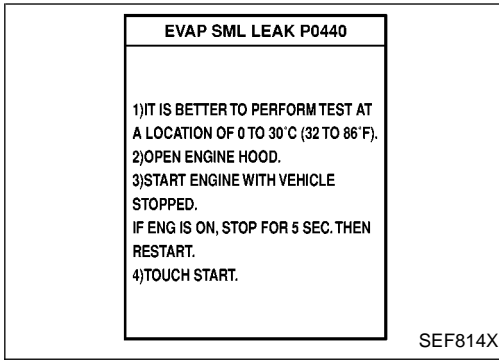 EVAP SML LEAK P0440
1)IT IS BETTER TO PERFORM TEST AT
A LOCATION OF 0 TO 30°C (32 TO 86°F).
2)OPEN ENGINE HOOD.
3)START ENGINE WITH VEHICLE
STOPPED.
IF ENG IS ON, STOP FOR 5 SEC. THEN
RESTART.
4)TOUCH START.
SEF814X